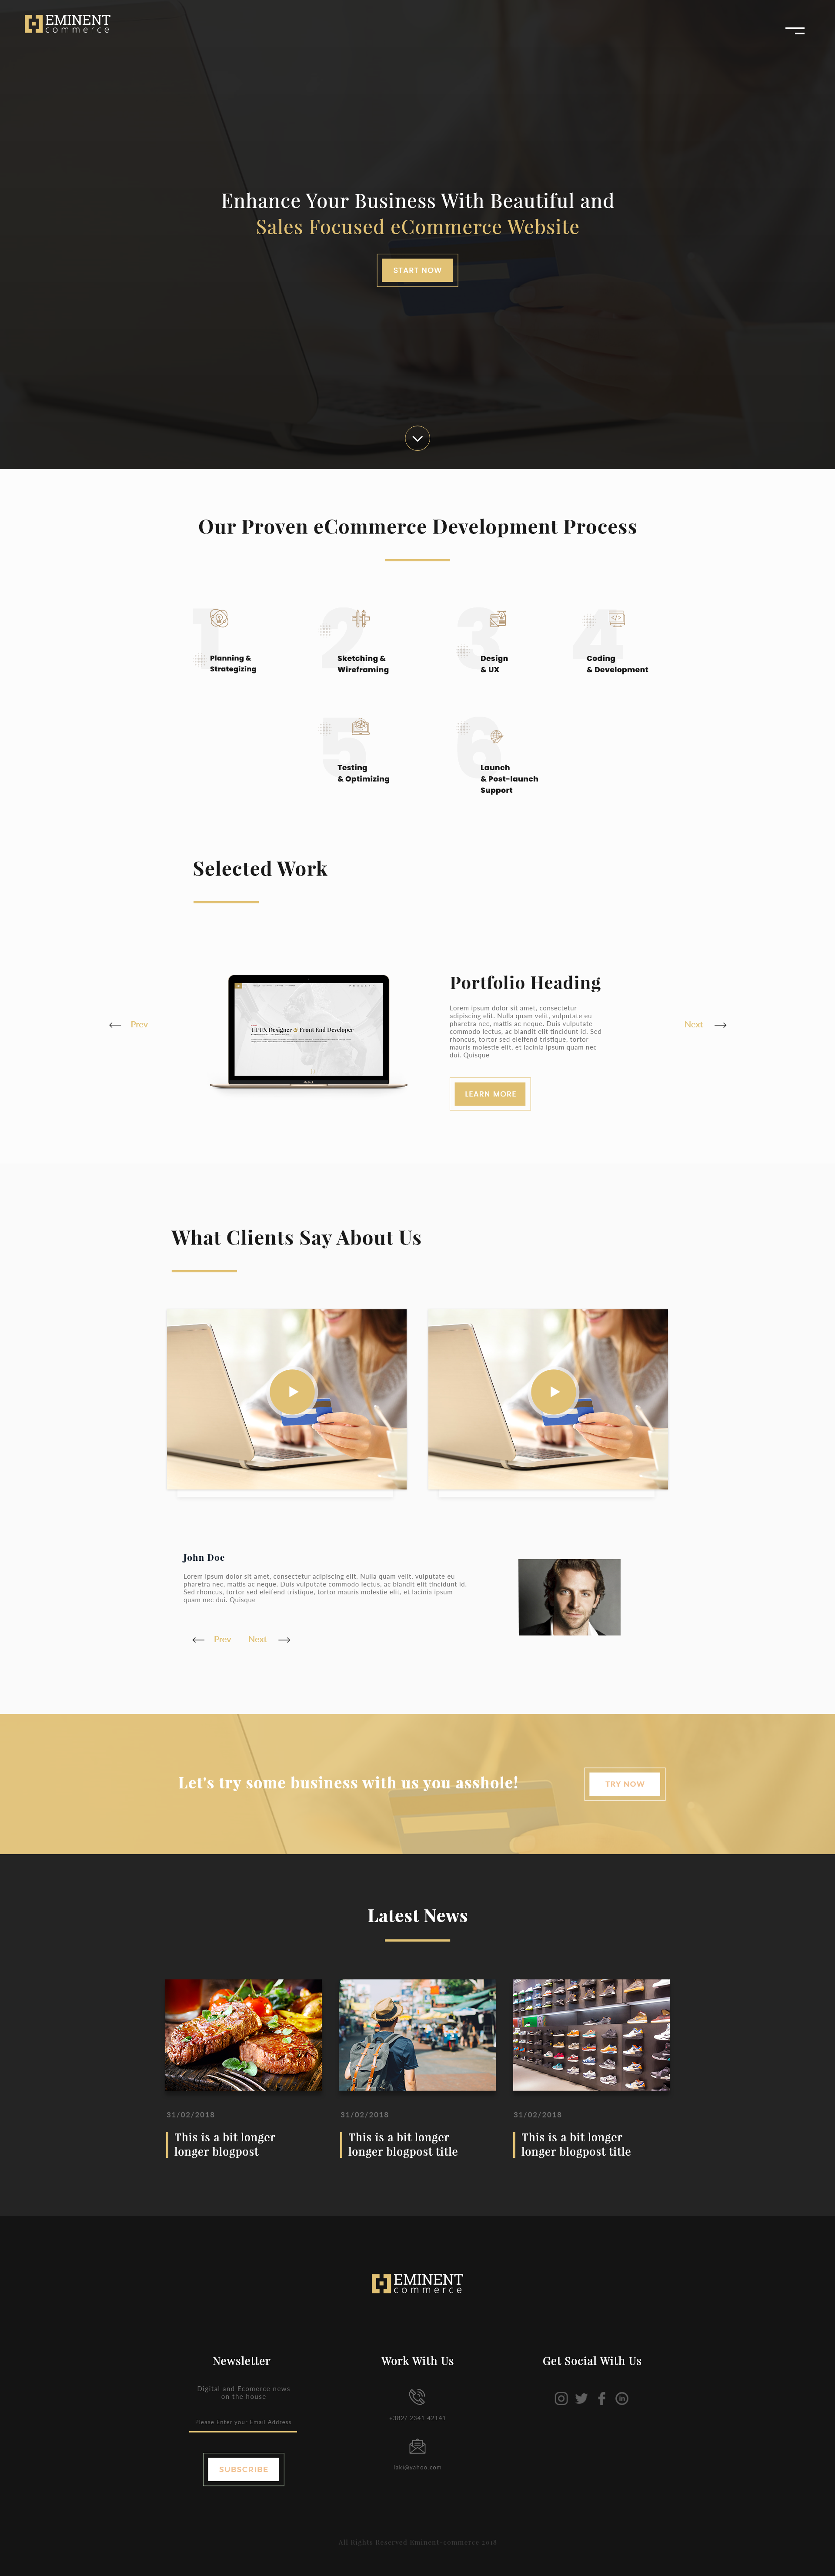 EMINENT
commerce
Enhance Your Business With Beautiful and
Sales Focused eCommerce Website
START NOW
Our Proven eCommerce Development Process
1
Planning &
Strategizing
2
Sketching &
Wireframing
3
Design
& UX
4
Coding
& Development
5
Testing
& Optimizing
6
Launch
& Post-launch
Support
Selected Work
Prev
UI UX Designer & Front End Developer
Portfolio Heading
Lorem ipsum dolor sit amet, consectetur
adipiscing elit. Nulla quam velit, vulputate eu
pharetra nec, mattis ac neque. Duis vulputate
commodo lectus, ac blandit elit tincidunt id. Sed
rhoncus, tortor sed eleifend tristique, tortor
mauris molestie elit, et lacinia ipsum quam nec
dui. Quisque
LEARN MORE
Next
What Clients Say About Us
John Doe
Lorem ipsum dolor sit amet, consectetur adipiscing elit. Nulla quam velit, vulputate eu
pharetra nec, mattis ac neque. Duis vulputate commodo lectus, ac blandit elit tincidunt id.
Sed rhoncus, tortor sed eleifend tristique, tortor mauris molestie elit, et lacinia ipsum
quam nec dui. Quisque
Prev
Next
Let's try some business with us you asshole!
TRY NOW
Latest News
31/02/2018
This is a bit longer
longer blogpost
31/02/2018
This is a bit longer
longer blogpost title
31/02/2018
This is a bit longer
longer blogpost title
EMINENT
commerce
Newsletter
Digital and Ecomerce news
on the house
Please Enter your Email Address
SUBSCRIBE
Work With Us
+382/ 2341 42141
laki@yahoo.com
Get Social With Us
All Rights Reserved Eminent-ecommerce 2018